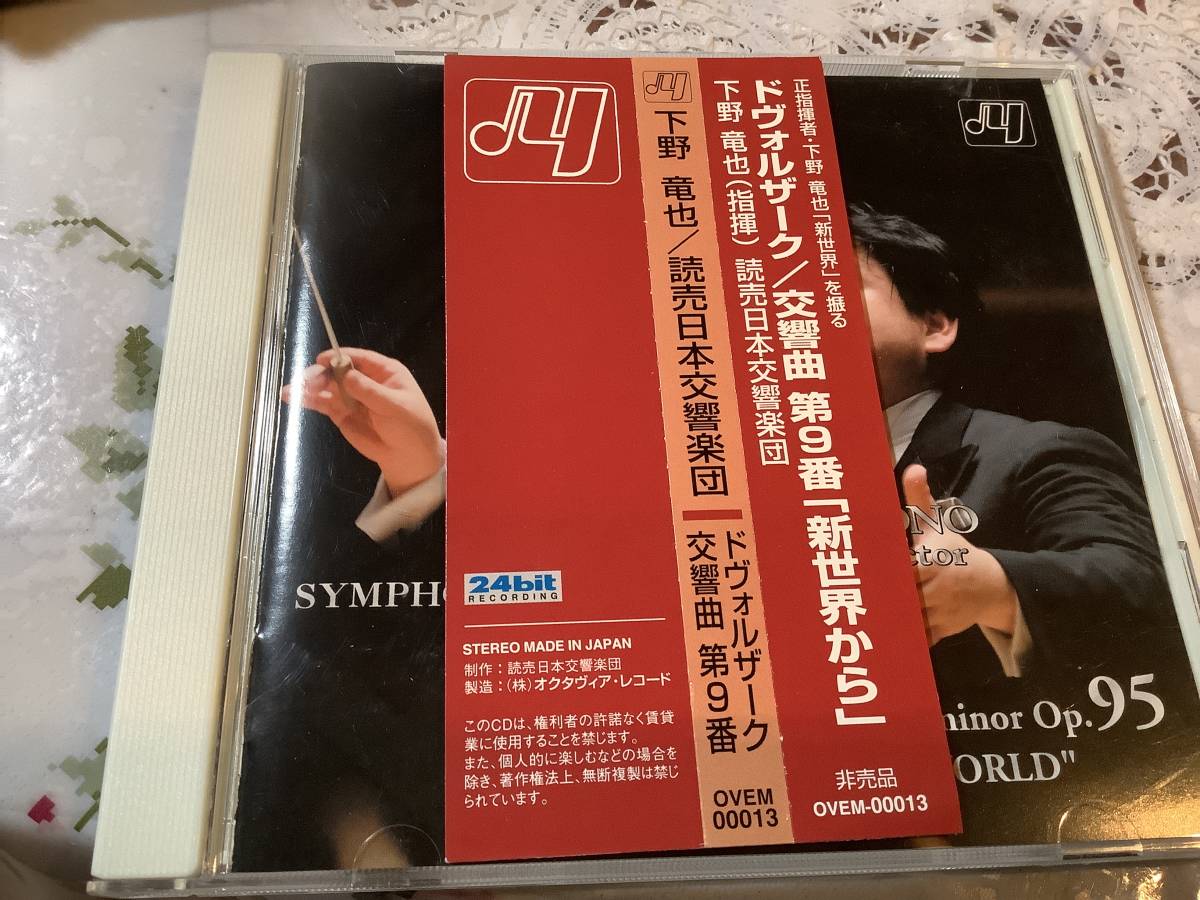 正指揮者・下野 竜也「新世界」を振る
ドヴォルザーク/交響曲 第9番「新世界から」
下野 竜也(指揮) 読売日本交響楽団
非売品
OVEM-00013
下野 竜也/読売日本交響楽団
ドヴォルザーク
交響曲 第9番
OVEM
00013
24bit
RECORDING
STEREO MADE IN JAPAN
制作:読売日本交響楽団
製造:(株)オクタヴィア・レコード
このCDは、権利者の許諾なく賃貸
業に使用することを禁じます。
また、個人的に楽しむなどの場合を
除き、著作権法上、無断複製は禁じ
られています。
ONO
ctor
SYMPHO
minor Op.95
ORLD"